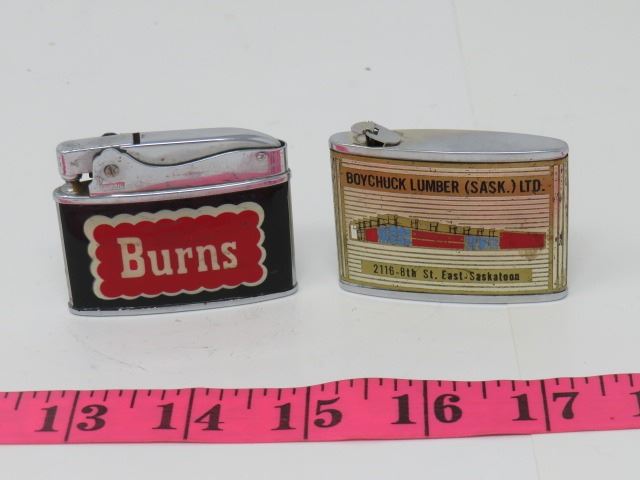 Burns
BOYCHUCK LUMBER (SASK.) LTD.
2116-8th St. East-Saskatoon
13 14 15 16 17